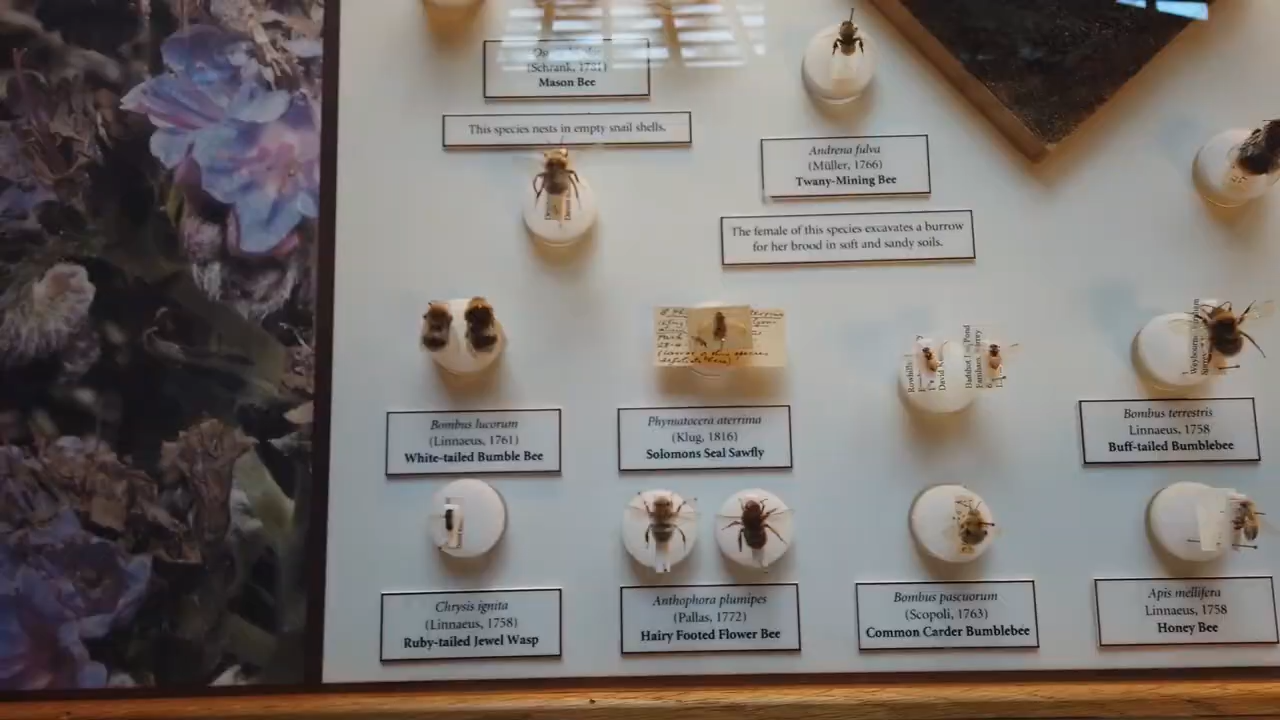 (Schrank, 1781)
Mason Bee
This species nests in empty snail shells.
Andrena fulva
(Müller, 1766)
Twany-Mining Bee
The female of this species excavates a burrow
for her brood in soft and sandy soils.
Bombus lucorum
(Linnaeus, 1761)
White-tailed Bumble Bee
Phymatocera aterrima
(Klug, 1816)
Solomons Seal Sawfly
Bombus terrestris
Linnaeus, 1758
Buff-tailed Bumblebee
Chrysis ignita
(Linnaeus, 1758)
Ruby-tailed Jewel Wasp
Anthophora plumipes
(Pallas, 1772)
Hairy Footed Flower Bee
Bombus pascuorum
(Scopoli, 1763)
Common Carder Bumblebee
Apis mellifera
Linnaeus, 1758
Honey Bee